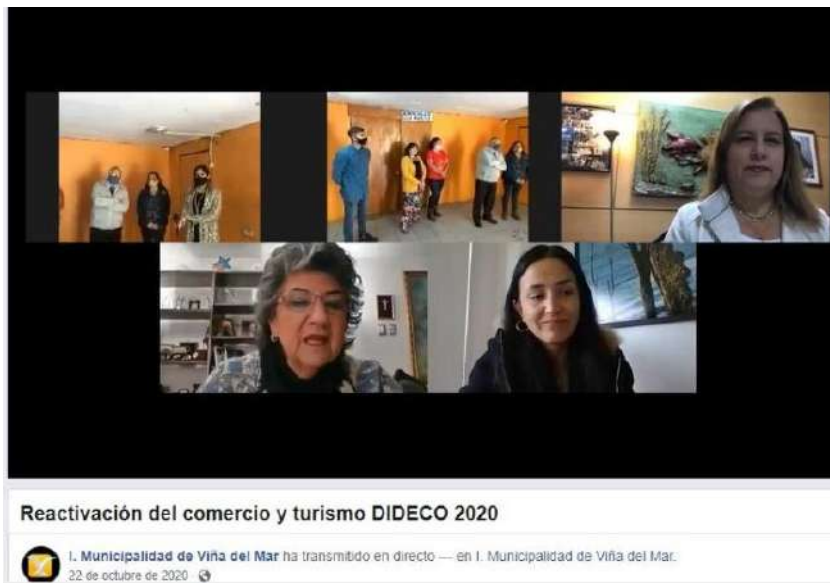 Reactivación del comercio y turismo DIDECO 2020
I. Municipalidad de Viña del Mar ha transmitido en directo — en I. Municipalidad de Viña del Mar.
22 de octubre de 2020